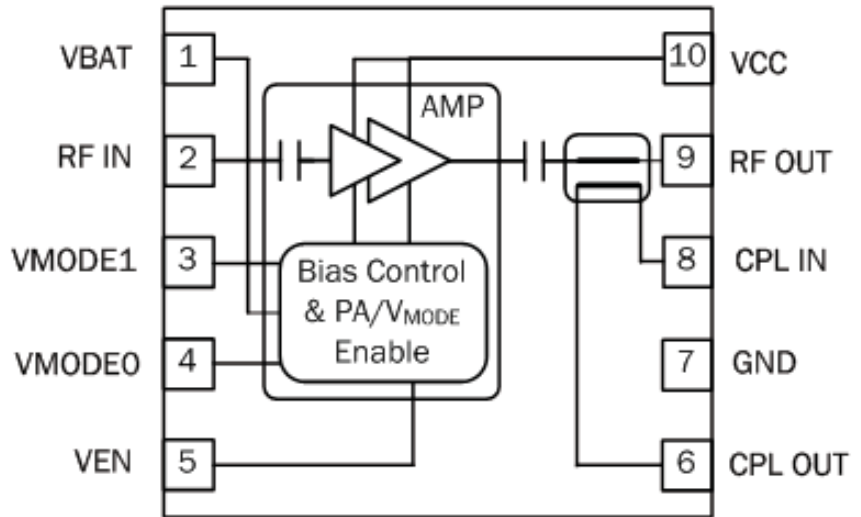 VBAT 1
RF IN 2
VMODE1 3
VMODE0 4
VEN 5
AMP
Bias Control
& PA/VMODE
Enable
10 VCC
9 RF OUT
8 CPL IN
7 GND
6 CPL OUT